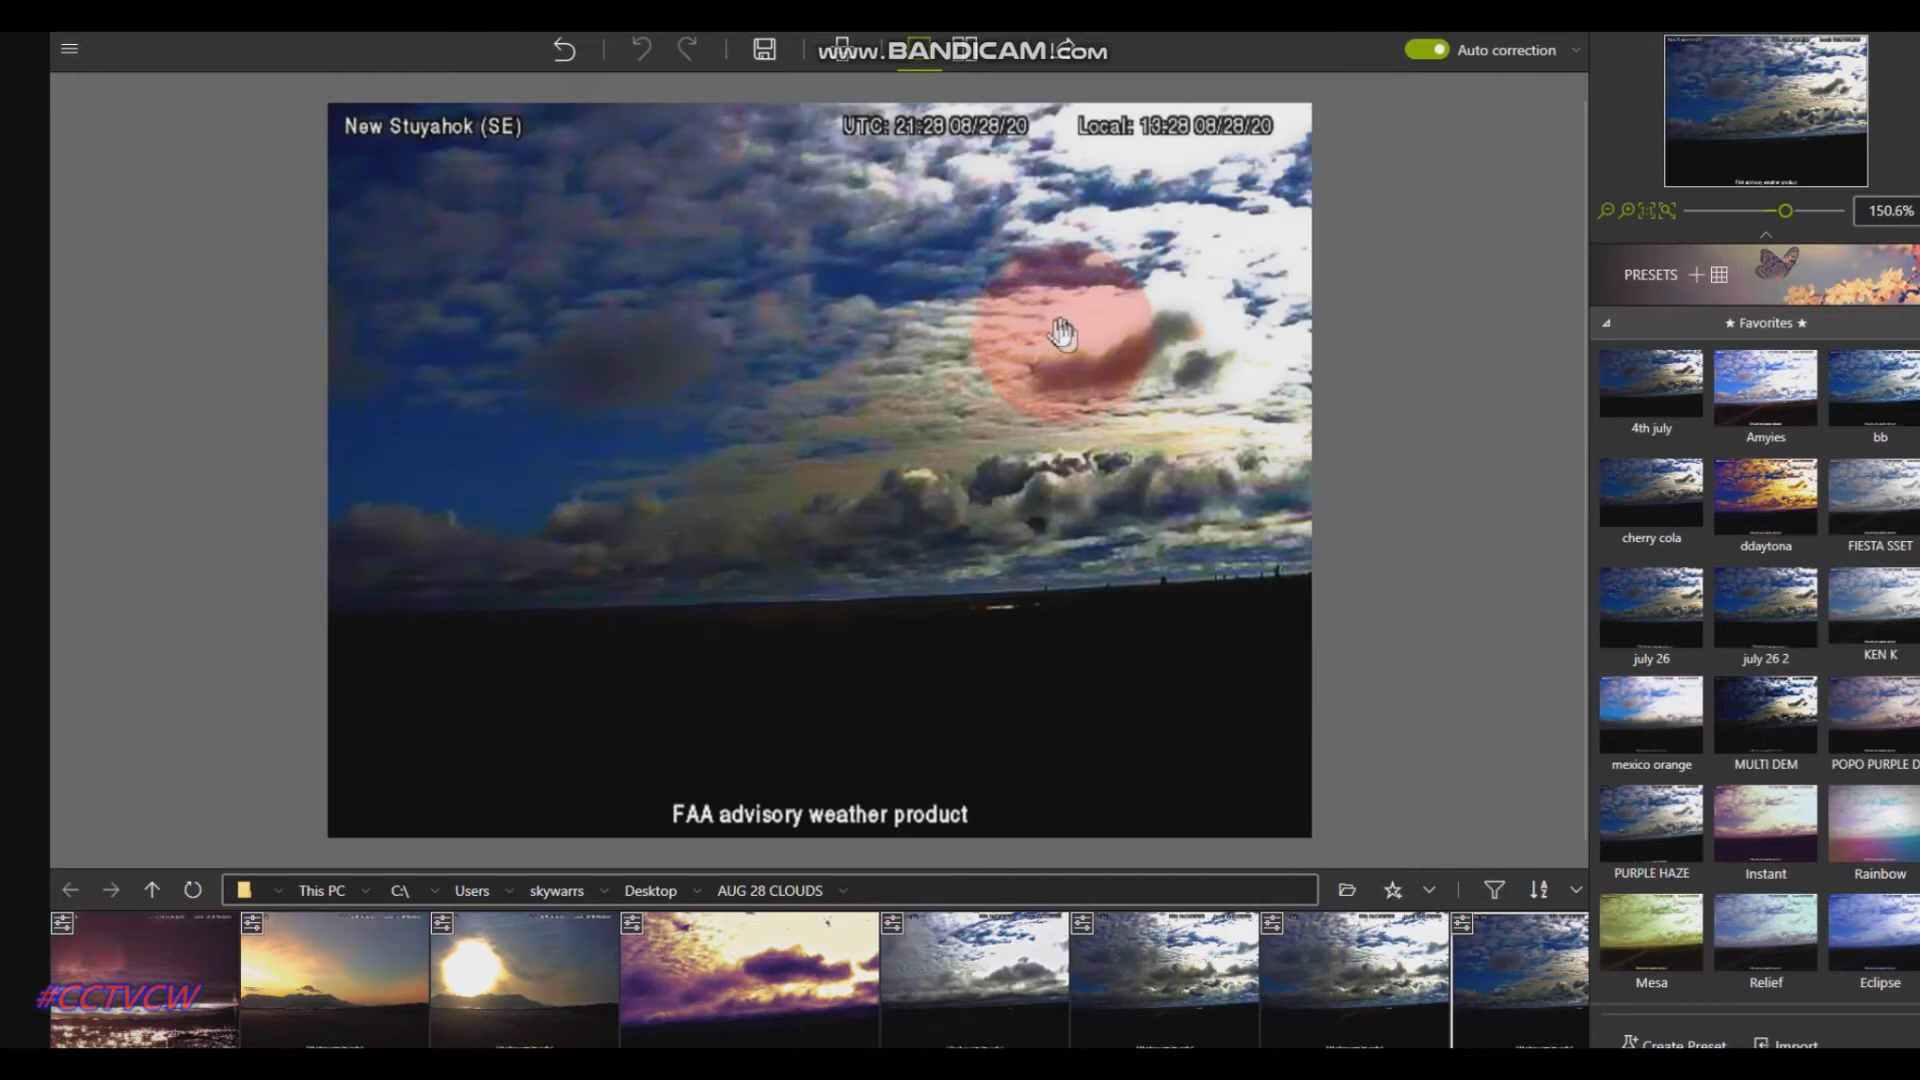 www.BANDICAM.com
Auto correction
New Stuyahok (SE)
UTC: 21:28 08/28/20
Local: 13:28 08/28/20
150.6%
PRESETS
★ Favorites ★
4th july
Amyies
bb
cherry cola
ddaytona
FIESTA SSET
july 26
july 26 2
KEN K
mexico orange
MULTI DEM
POPO PURPLE D
PURPLE HAZE
Instant
Rainbow
FAA advisory weather product
This PC
C:\
Users
skywarrs
Desktop
AUG 28 CLOUDS
Mesa
Relief
Eclipse
#CCTVCW
Create Preset
Import